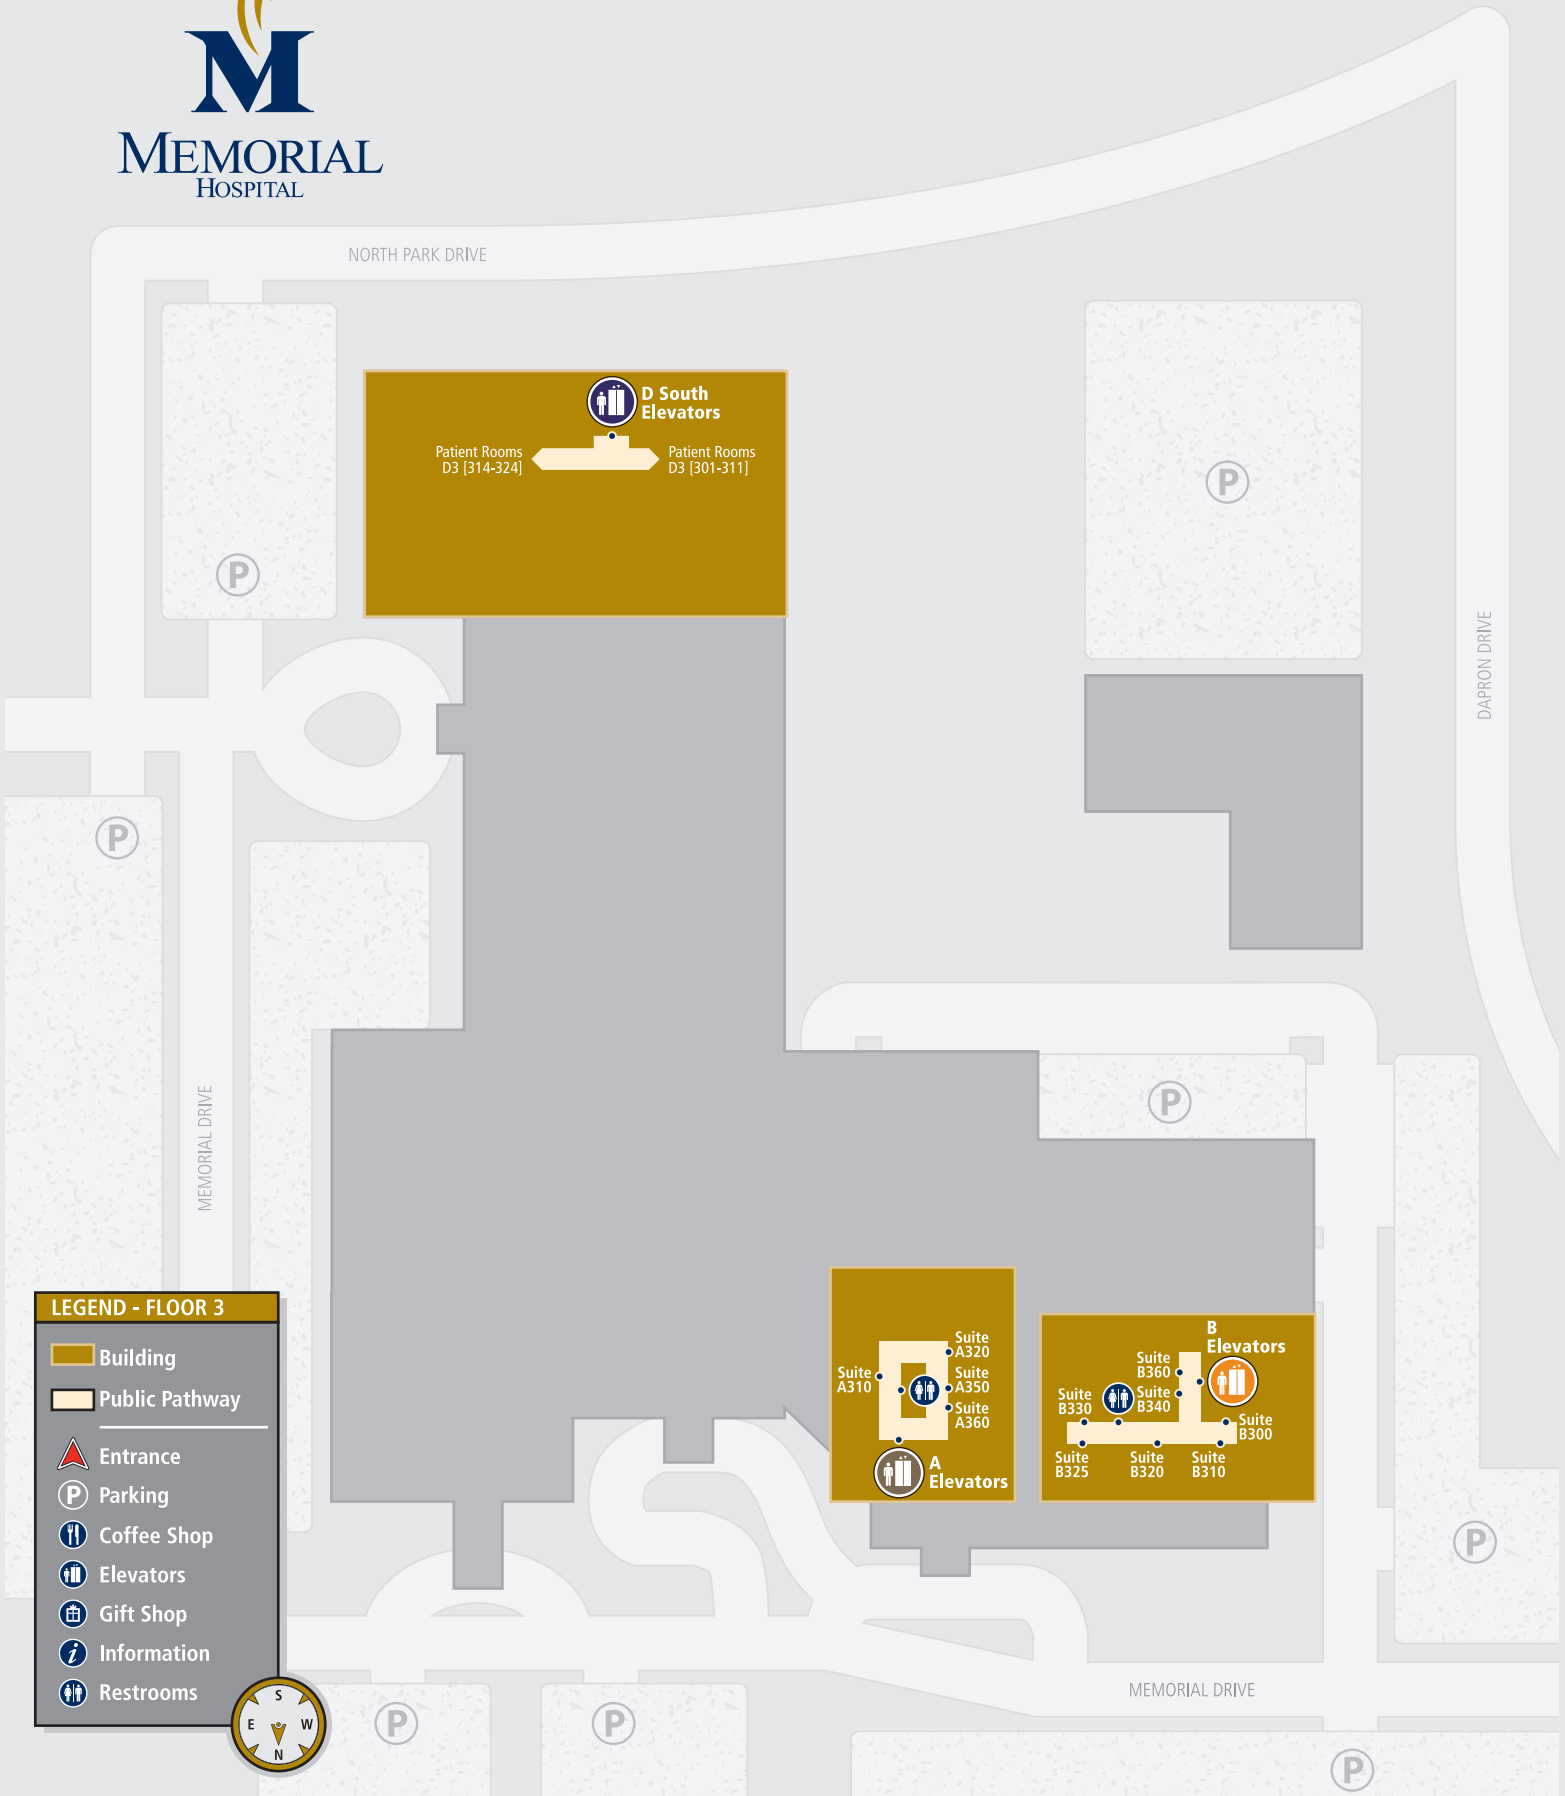 M
MEMORIAL
HOSPITAL
NORTH PARK DRIVE
D South
Elevators
Patient Rooms
D3 [314-324]
Patient Rooms
D3 [301-311]
P
P
DAPRON DRIVE
P
MEMORIAL DRIVE
P
LEGEND - FLOOR 3
Building
Public Pathway
Entrance
P Parking
Coffee Shop
Elevators
Gift Shop
i Information
Restrooms
S
E
W
N
Suite
A320
Suite
A310
Suite
A350
Suite
A360
A
Elevators
B
Elevators
Suite
B360
Suite
B330
Suite
B340
Suite
B300
Suite
B325
Suite
B320
Suite
B310
P
MEMORIAL DRIVE
P
P
P